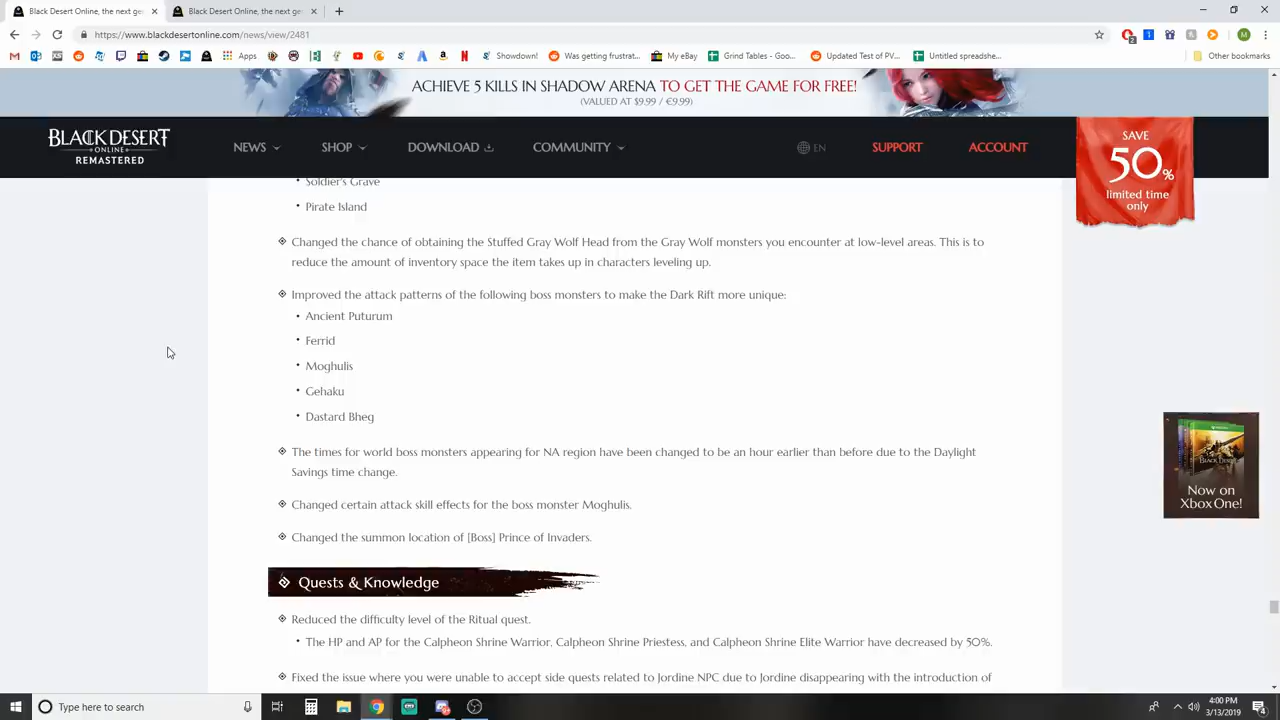 Black Desert Online, the next ger
Black Desert Online, the next ger
https://www.blackdesertonline.com/news/view/2481
Apps
Showdown!
Was getting frustrat...
My eBay
Grind Tables - Goo...
Updated Test of PV...
Untitled spreadshe...
Other bookmarks
ACHIEVE 5 KILLS IN SHADOW ARENA TO GET THE GAME FOR FREE!
(VALUED AT $9.99 / €9.99)
BLACK DESERT
ONLINE
REMASTERED
NEWS
SHOP
DOWNLOAD
COMMUNITY
EN
SUPPORT
ACCOUNT
SAVE
50%
limited time
only
Soldier's Grave
Pirate Island
Changed the chance of obtaining the Stuffed Gray Wolf Head from the Gray Wolf monsters you encounter at low-level areas. This is to
reduce the amount of inventory space the item takes up in characters leveling up.
Improved the attack patterns of the following boss monsters to make the Dark Rift more unique:
Ancient Puturum
Ferrid
Moghulis
Gehaku
Dastard Bheg
The times for world boss monsters appearing for NA region have been changed to be an hour earlier than before due to the Daylight
Savings time change.
Changed certain attack skill effects for the boss monster Moghulis.
Changed the summon location of [Boss] Prince of Invaders.
Now on
Xbox One!
Quests & Knowledge
Reduced the difficulty level of the Ritual quest.
The HP and AP for the Calpheon Shrine Warrior, Calpheon Shrine Priestess, and Calpheon Shrine Elite Warrior have decreased by 50%.
Fixed the issue where you were unable to accept side quests related to Jordine NPC due to Jordine disappearing with the introduction of
Type here to search
4:00 PM
3/13/2019